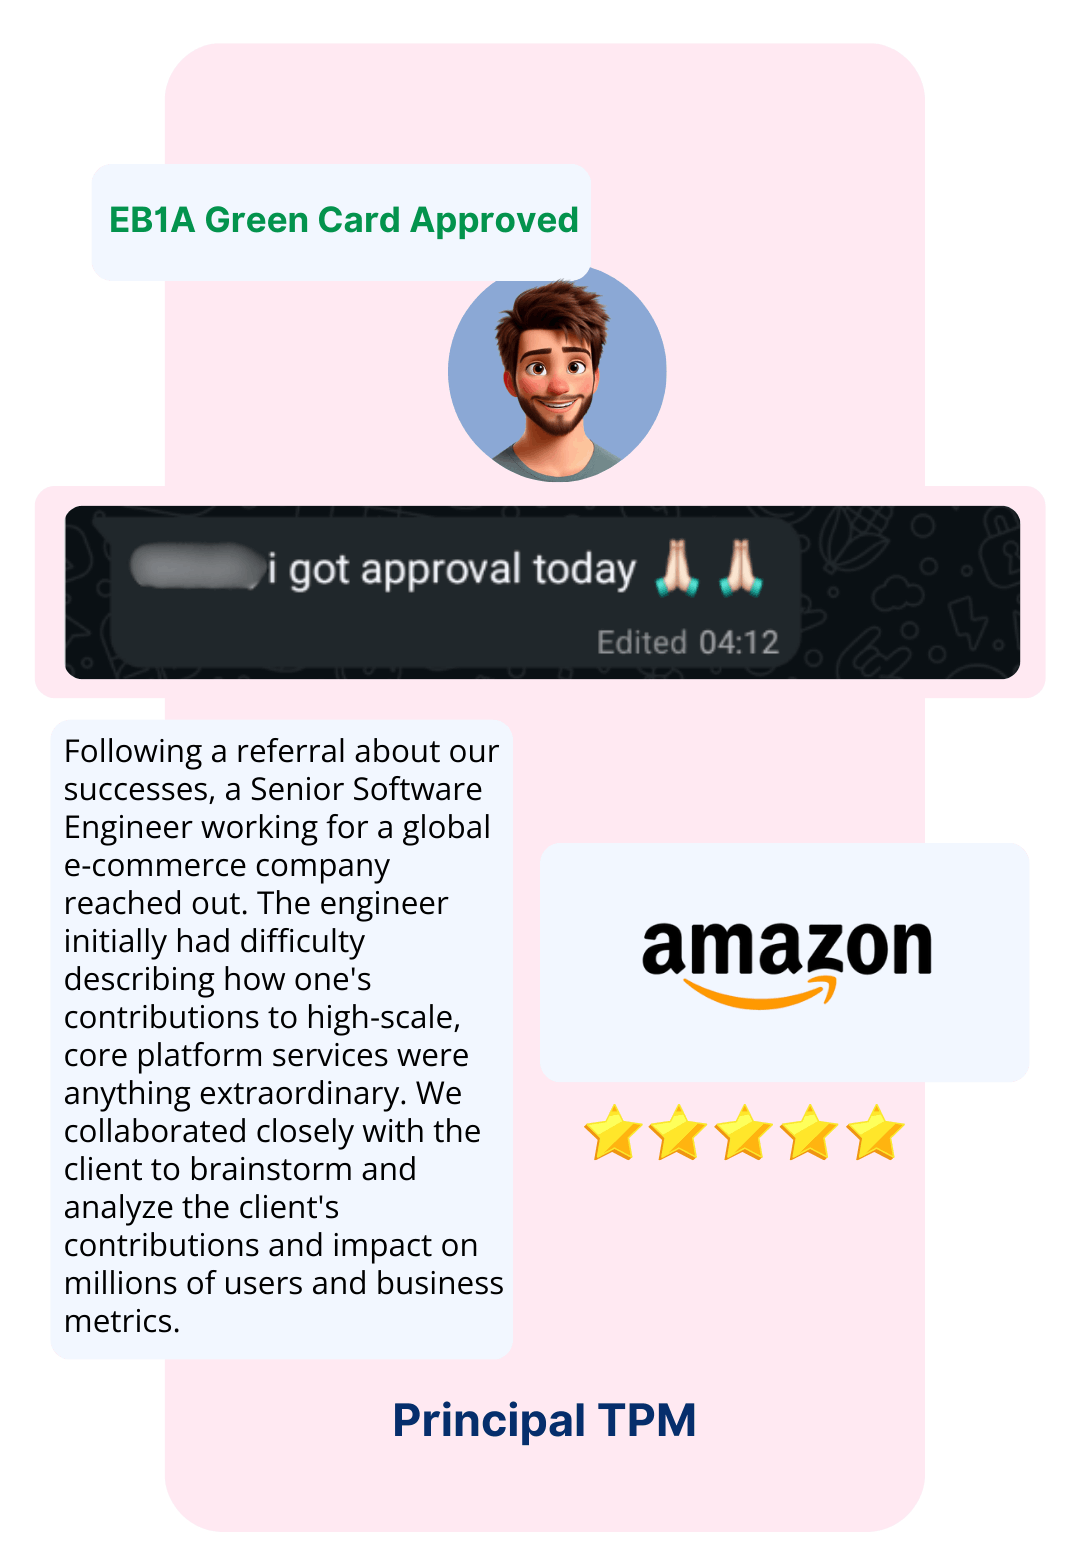 EB1A Green Card Approved
i got approval today 🙏🏻 🙏🏻
Edited 04:12
Following a referral about our
successes, a Senior Software
Engineer working for a global
e-commerce company
reached out. The engineer
initially had difficulty
describing how one's
contributions to high-scale,
core platform services were
anything extraordinary. We
collaborated closely with the
client to brainstorm and
analyze the client's
contributions and impact on
millions of users and business
metrics.
amazon
Principal TPM